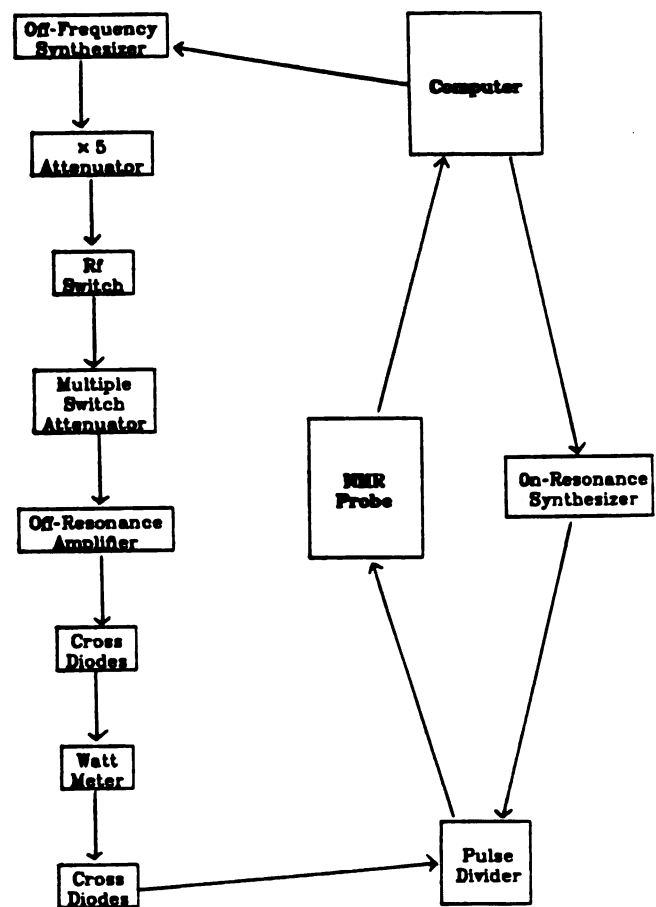 Off-Frequency
Synthesizer
Computer
× 5
Attenuator
Rf
Switch
Multiple
Switch
Attenuator
NMR
Probe
On-Resonance
Synthesizer
Off-Resonance
Amplifier
Cross
Diodes
Watt
Meter
Cross
Diodes
Pulse
Divider